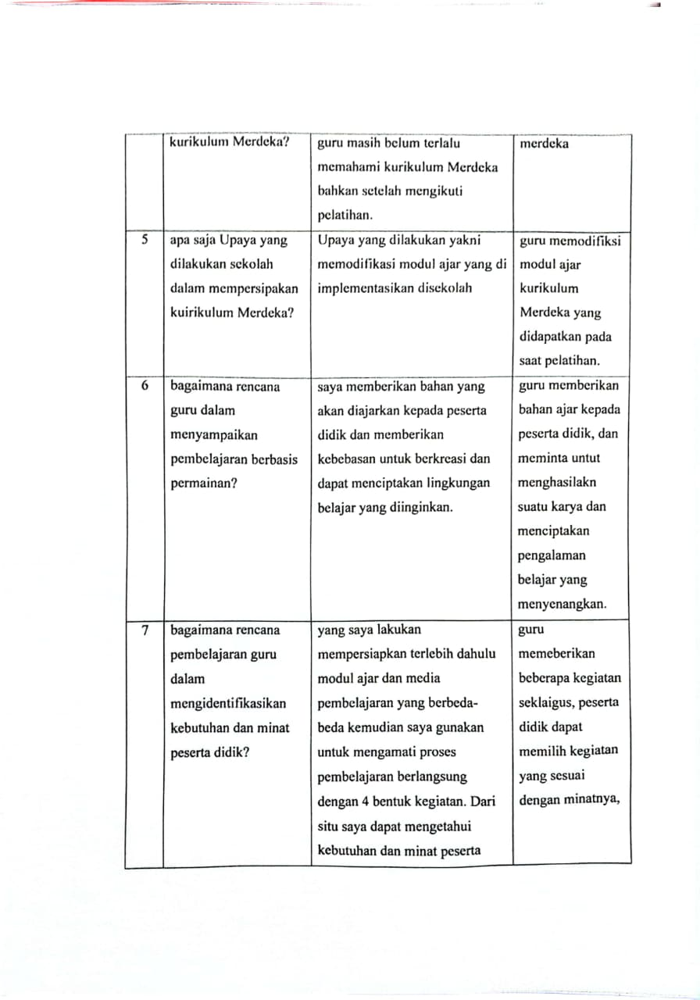 kurikulum Merdeka?
guru masih belum terlalu
memahami kurikulum Merdeka
bahkan setelah mengikuti
pelatihan.
merdeka
5
apa saja Upaya yang
dilakukan sekolah
dalam mempersipakan
kuirikulum Merdeka?
Upaya yang dilakukan yakni
memodifikasi modul ajar yang di
implementasikan disekolah
guru memodifiksi
modul ajar
kurikulum
Merdeka yang
didapatkan pada
saat pelatihan.
6
bagaimana rencana
guru dalam
menyampaikan
pembelajaran berbasis
permainan?
saya memberikan bahan yang
akan diajarkan kepada peserta
didik dan memberikan
kebebasan untuk berkreasi dan
dapat menciptakan lingkungan
belajar yang diinginkan.
guru memberikan
bahan ajar kepada
peserta didik, dan
meminta untut
menghasilakn
suatu karya dan
menciptakan
pengalaman
belajar yang
menyenangkan.
7
bagaimana rencana
pembelajaran guru
dalam
mengidentifikasikan
kebutuhan dan minat
peserta didik?
yang saya lakukan
mempersiapkan terlebih dahulu
modul ajar dan media
pembelajaran yang berbeda-
beda kemudian saya gunakan
untuk mengamati proses
pembelajaran berlangsung
dengan 4 bentuk kegiatan. Dari
situ saya dapat mengetahui
kebutuhan dan minat peserta
guru
memeberikan
beberapa kegiatan
seklaigus, peserta
didik dapat
memilih kegiatan
yang sesuai
dengan minatnya,